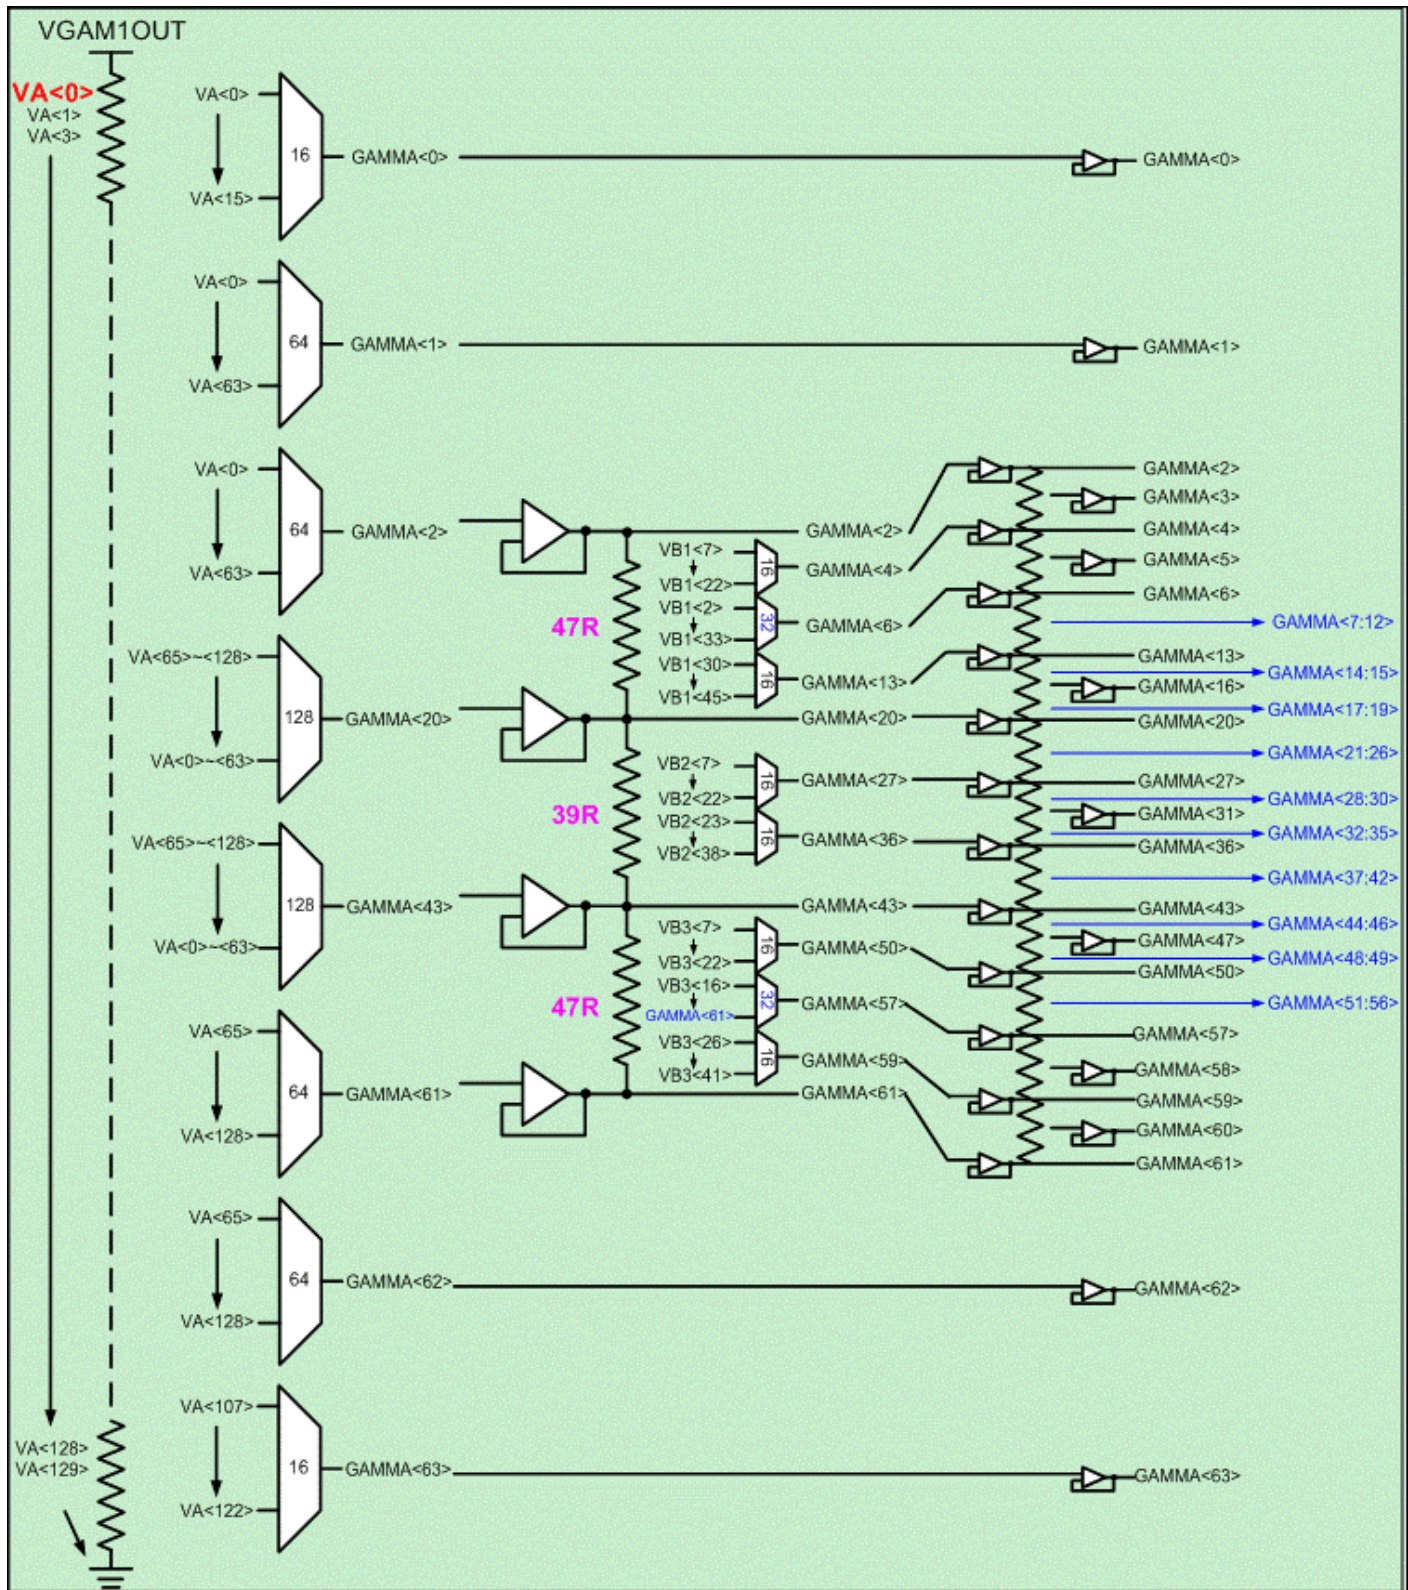 VGAM1OUT
VA<0>
VA<1>
VA<3>
VA<128>
VA<129>
VA<0>
16
GAMMA<0>
GAMMA<0>
VA<15>
VA<0>
64
GAMMA<1>
GAMMA<1>
VA<63>
VA<0>
64
GAMMA<2>
VA<63>
VA<65>~<128>
128
GAMMA<20>
VA<0>~<63>
VA<65>~<128>
128
GAMMA<43>
VA<0>~<63>
VA<65>
64
GAMMA<61>
VA<128>
47R
39R
47R
GAMMA<2>
VB1<7>
16
GAMMA<4>
VB1<22>
VB1<2>
32
GAMMA<6>
VB1<33>
VB1<30>
16
GAMMA<13>
VB1<45>
GAMMA<20>
VB2<7>
16
GAMMA<27>
VB2<22>
VB2<23>
16
GAMMA<36>
VB2<38>
GAMMA<43>
VB3<7>
16
GAMMA<50>
VB3<22>
VB3<16>
32
GAMMA<57>
GAMMA<61>
VB3<26>
16
GAMMA<59>
VB3<41>
GAMMA<61>
GAMMA<2>
GAMMA<3>
GAMMA<4>
GAMMA<5>
GAMMA<6>
GAMMA<7:12>
GAMMA<13>
GAMMA<14:15>
GAMMA<16>
GAMMA<17:19>
GAMMA<20>
GAMMA<21:26>
GAMMA<27>
GAMMA<28:30>
GAMMA<31>
GAMMA<32:35>
GAMMA<36>
GAMMA<37:42>
GAMMA<43>
GAMMA<44:46>
GAMMA<47>
GAMMA<48:49>
GAMMA<50>
GAMMA<51:56>
GAMMA<57>
GAMMA<58>
GAMMA<59>
GAMMA<60>
GAMMA<61>
VA<65>
64
GAMMA<62>
GAMMA<62>
VA<128>
VA<107>
16
GAMMA<63>
GAMMA<63>
VA<122>